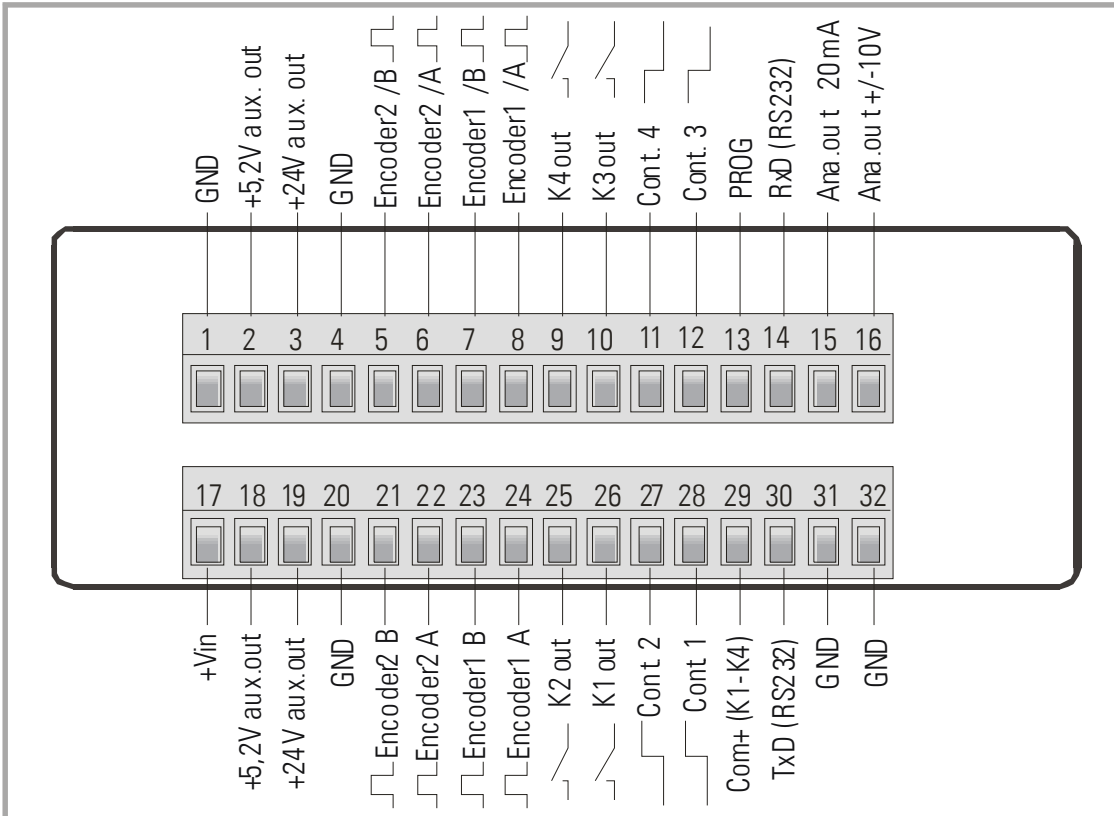 GND
+5,2V aux. out
+24V aux. out
GND
Encoder2 /B
Encoder2 /A
Encoder1 /B
Encoder1 /A
K4 out
K3 out
Cont. 4
Cont. 3
PROG
RxD (RS232)
Ana.out 20mA
Ana.out +/-10V
1 2 3 4 5 6 7 8 9 10 11 12 13 14 15 16
17 18 19 20 21 22 23 24 25 26 27 28 29 30 31 32
+Vin
+5,2V aux.out
+24V aux.out
GND
Encoder2 B
Encoder2 A
Encoder1 B
Encoder1 A
K2 out
K1 out
Cont 2
Cont 1
Com+ (K1-K4)
TxD (RS232)
GND
GND